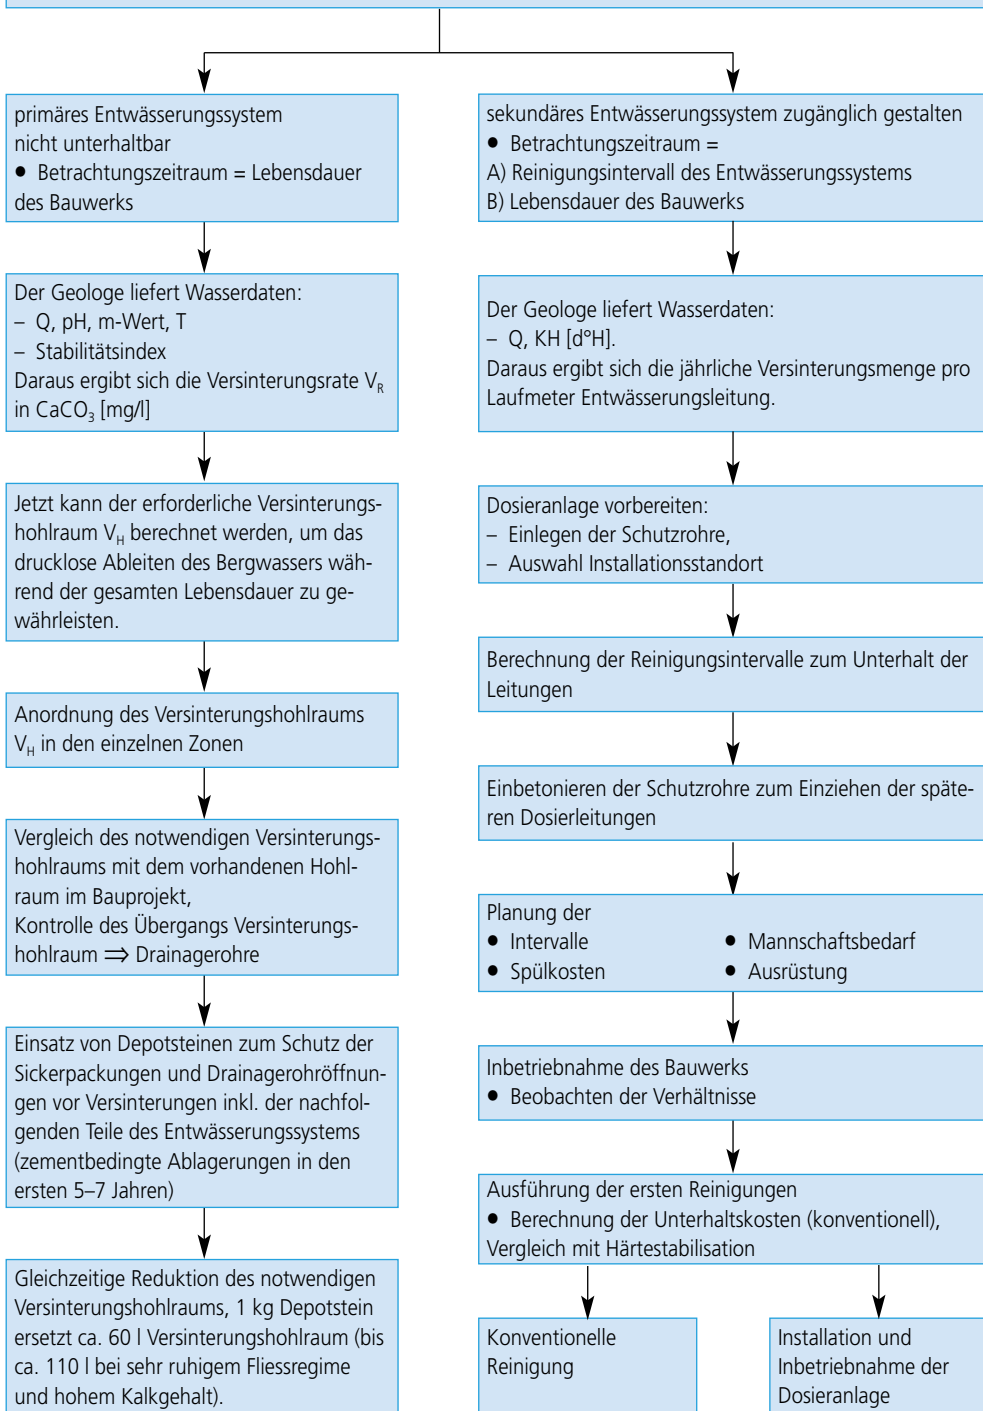 primäres Entwässerungssystem
nicht unterhaltbar
● Betrachtungszeitraum = Lebensdauer
des Bauwerks
Der Geologe liefert Wasserdaten:
– Q, pH, m-Wert, T
– Stabilitätsindex
Daraus ergibt sich die Versinterungsrate V_R
in CaCO₃ [mg/l]
Jetzt kann der erforderliche Versinterungs-
hohlraum V_H berechnet werden, um das
drucklose Ableiten des Bergwassers wäh-
rend der gesamten Lebensdauer zu ge-
währleisten.
Anordnung des Versinterungshohlraums
V_H in den einzelnen Zonen
Vergleich des notwendigen Versinterungs-
hohlraums mit dem vorhandenen Hohl-
raum im Bauprojekt,
Kontrolle des Übergangs Versinterungs-
hohlraum ⇒ Drainagerohre
Einsatz von Depotsteinen zum Schutz der
Sickerpackungen und Drainagerohröffnun-
gen vor Versinterungen inkl. der nachfol-
genden Teile des Entwässerungssystems
(zementbedingte Ablagerungen in den
ersten 5–7 Jahren)
Gleichzeitige Reduktion des notwendigen
Versinterungshohlraums, 1 kg Depotstein
ersetzt ca. 60 l Versinterungshohlraum (bis
ca. 110 l bei sehr ruhigem Fliessregime
und hohem Kalkgehalt).
sekundäres Entwässerungssystem zugänglich gestalten
● Betrachtungszeitraum =
A) Reinigungsintervall des Entwässerungssystems
B) Lebensdauer des Bauwerks
Der Geologe liefert Wasserdaten:
– Q, KH [d°H].
Daraus ergibt sich die jährliche Versinterungsmenge pro
Laufmeter Entwässerungsleitung.
Dosieranlage vorbereiten:
– Einlegen der Schutzrohre,
– Auswahl Installationsstandort
Berechnung der Reinigungsintervalle zum Unterhalt der
Leitungen
Einbetonieren der Schutzrohre zum Einziehen der späte-
ren Dosierleitungen
Planung der
● Intervalle ● Mannschaftsbedarf
● Spülkosten ● Ausrüstung
Inbetriebnahme des Bauwerks
● Beobachten der Verhältnisse
Ausführung der ersten Reinigungen
● Berechnung der Unterhaltskosten (konventionell),
Vergleich mit Härtestabilisation
Konventionelle
Reinigung
Installation und
Inbetriebnahme der
Dosieranlage